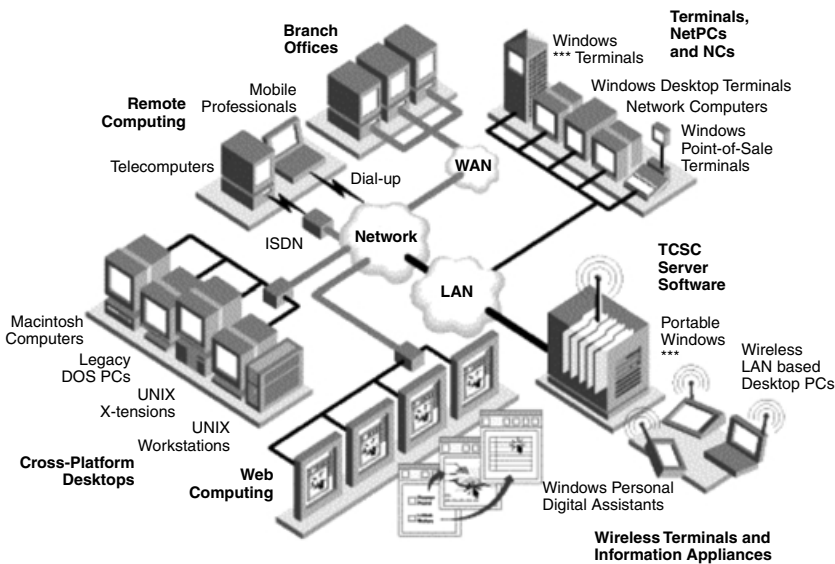 Branch
Offices
Terminals,
NetPCs
and NCs
Windows
*** Terminals
Mobile
Professionals
Remote
Computing
Windows Desktop Terminals
Network Computers
Windows
Point-of-Sale
Terminals
Telecomputers
WAN
Dial-up
ISDN
Network
LAN
TCSC
Server
Software
Macintosh
Computers
Legacy
DOS PCs
UNIX
X-tensions
UNIX
Workstations
Portable
Windows
***
Wireless
LAN based
Desktop PCs
Cross-Platform
Desktops
Web
Computing
Windows Personal
Digital Assistants
Wireless Terminals and
Information Appliances